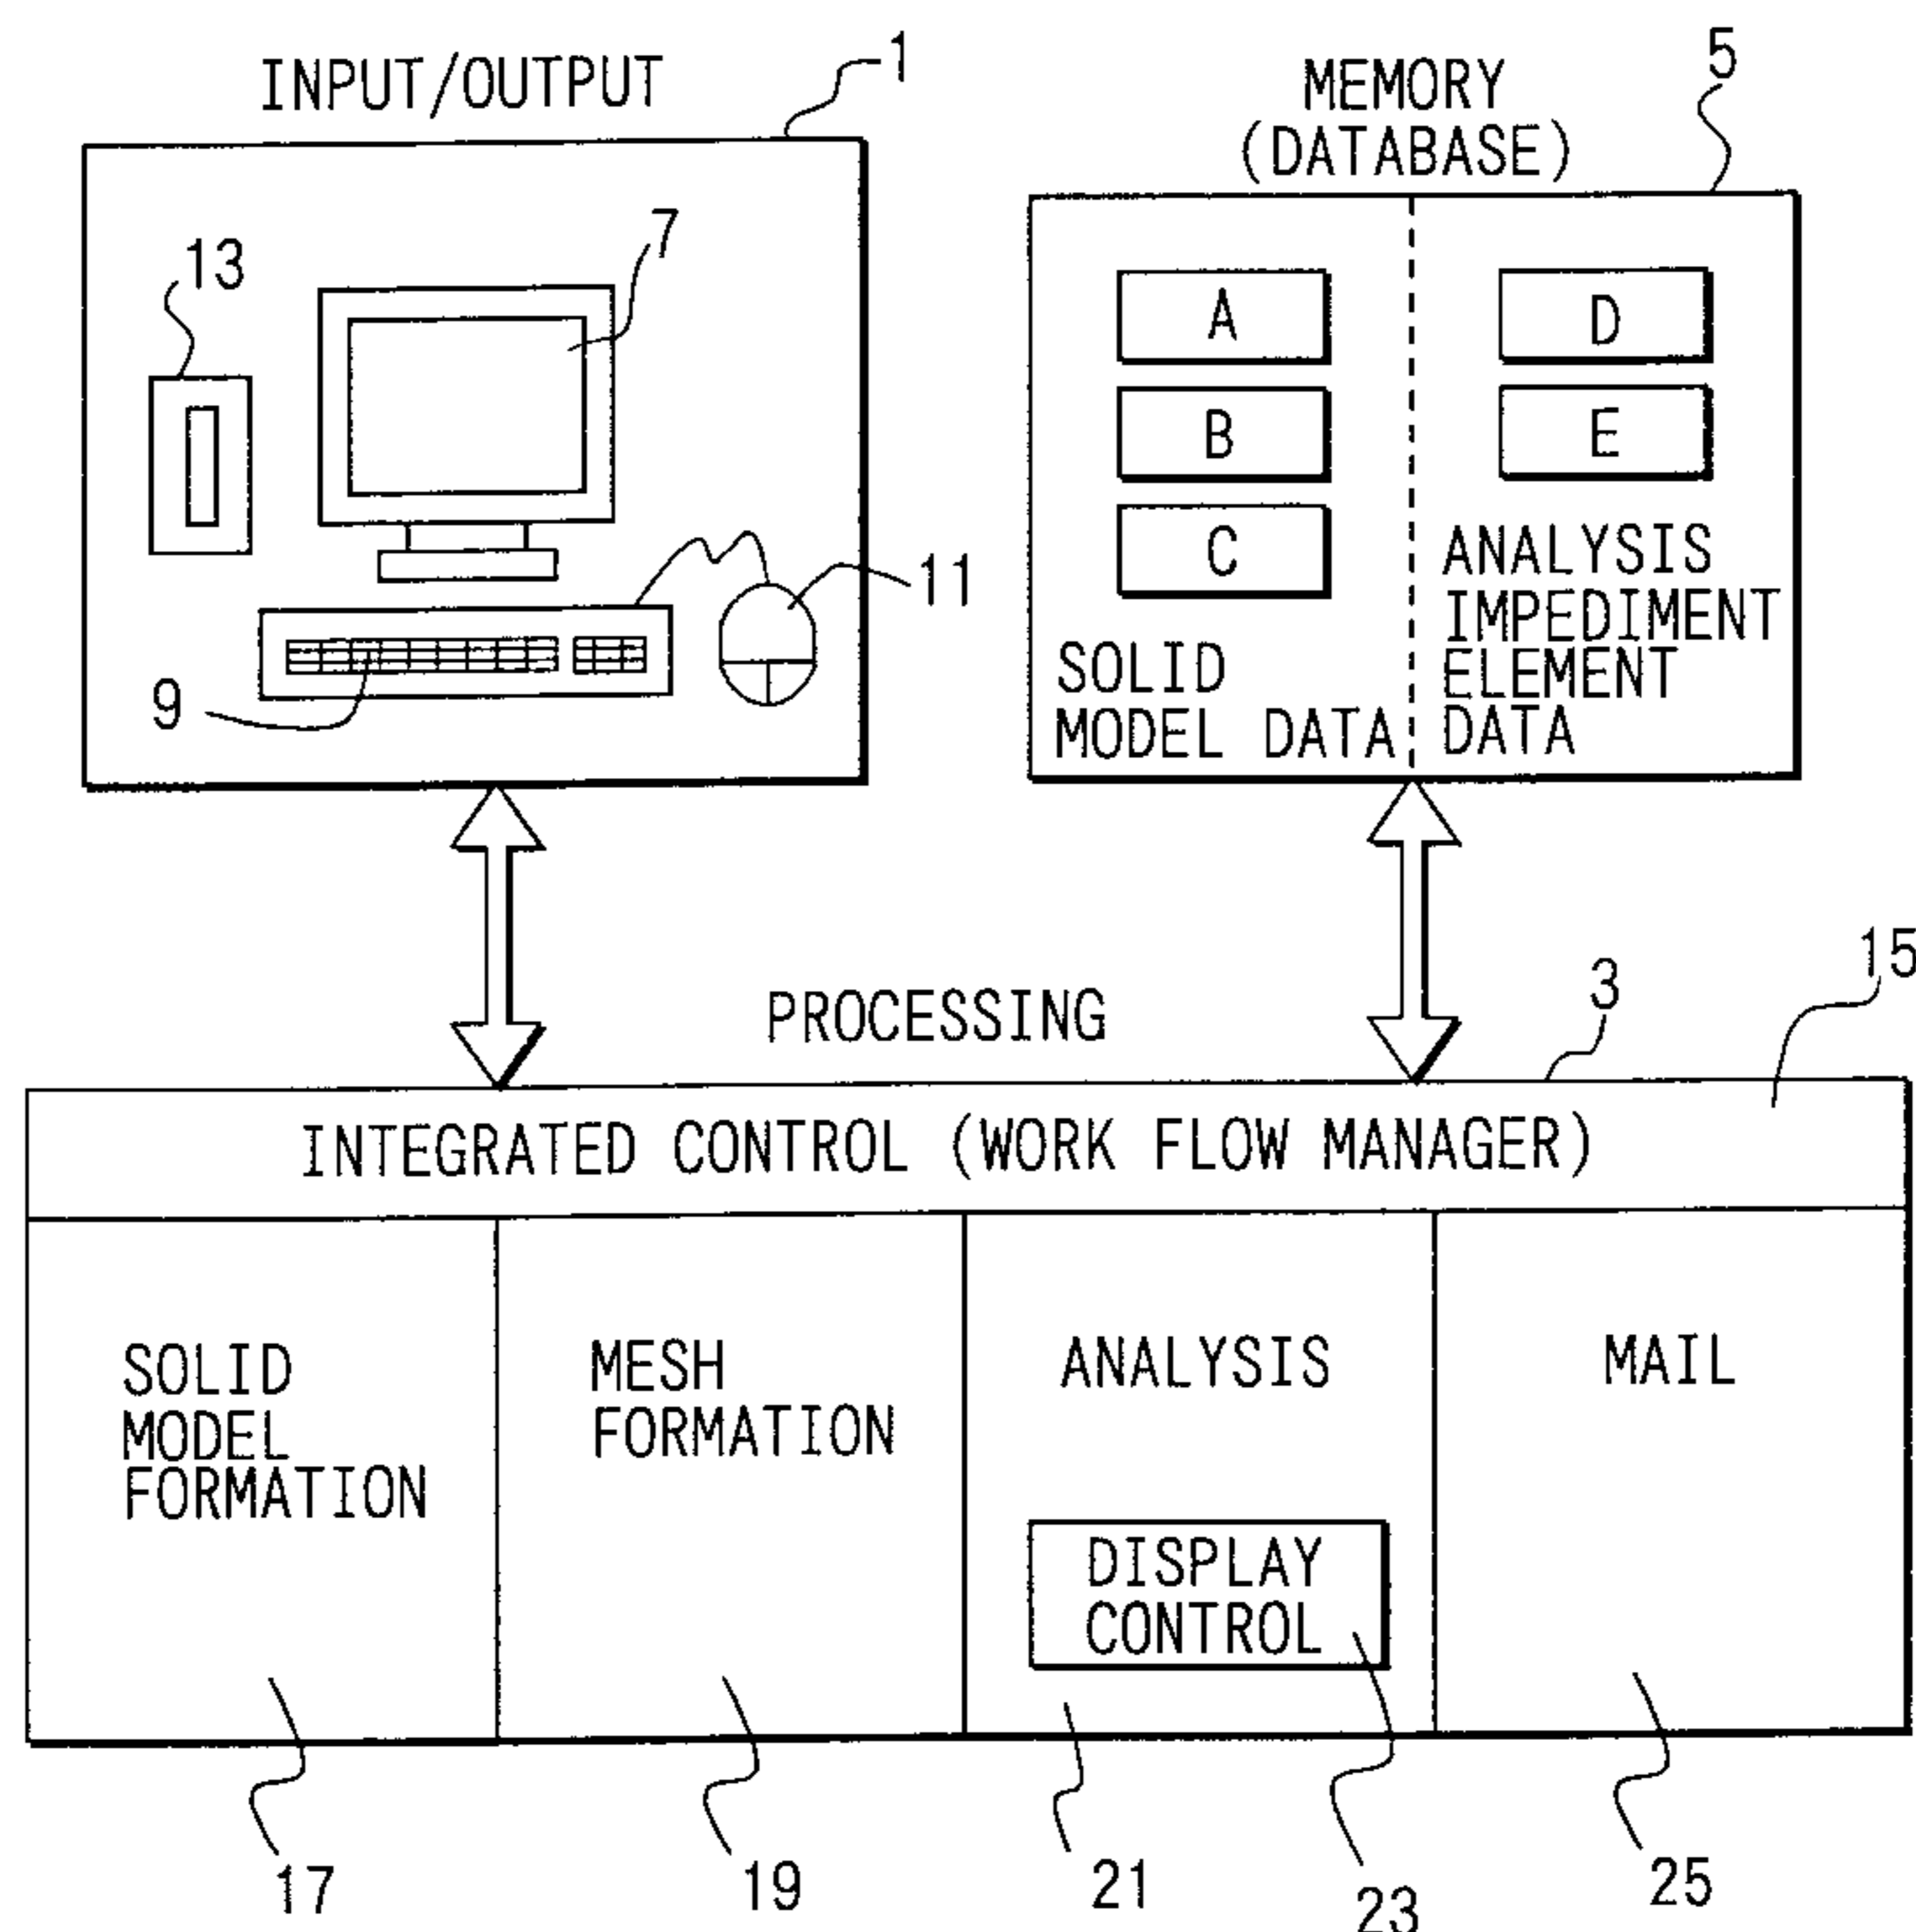 INPUT/OUTPUT
1
13
7
9
11
MEMORY
(DATABASE)
5
A
B
C
SOLID
MODEL DATA
D
E
ANALYSIS
IMPEDIMENT
ELEMENT
DATA
PROCESSING
3
15
INTEGRATED CONTROL (WORK FLOW MANAGER)
SOLID
MODEL
FORMATION
MESH
FORMATION
ANALYSIS
DISPLAY
CONTROL
MAIL
17
19
21
23
25